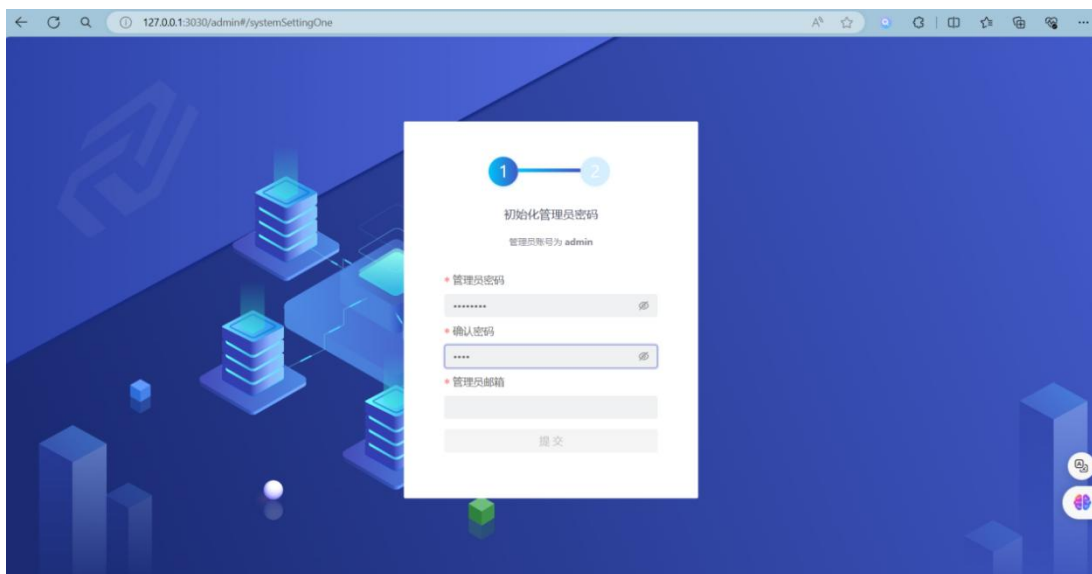 127.0.0.1:3030/admin#/systemSettingOne
1
2
初始化管理员密码
管理员账号为 admin
* 管理员密码
••••••••
* 确认密码
••••
* 管理员邮箱
提交